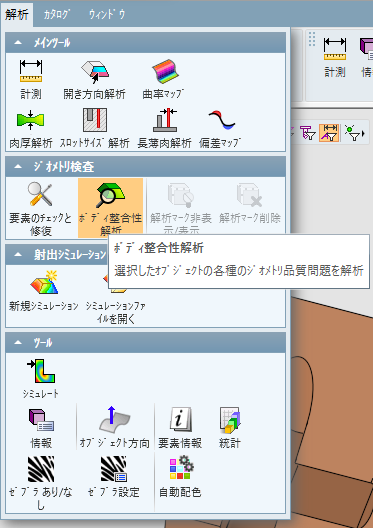 解析 ｶﾀﾛｸﾞ ｳｨﾝﾄﾞｳ
ﾒｲﾝﾂｰﾙ
計測 開き方向解析 曲率ﾏｯﾌﾟ
計測
肉厚解析 ｽﾛｯﾄｻｲｽﾞ解析 長薄肉解析 偏差ﾏｯﾌﾟ
ｼﾞｵﾒﾄﾘ検査
要素のﾁｪｯｸと修復
ﾎﾞﾃﾞｨ整合性解析
解析ﾏｰｸ非表示/表示
解析ﾏｰｸ削除
ﾎﾞﾃﾞｨ整合性解析
選択したｵﾌﾞｼﾞｪｸﾄの各種のｼﾞｵﾒﾄﾘ品質問題を解析
射出ｼﾐｭﾚｰｼｮﾝ
新規ｼﾐｭﾚｰｼｮﾝ
ｼﾐｭﾚｰｼｮﾝﾌｧ
ｲﾙを開く
ﾂｰﾙ
ｼﾐｭﾚｰﾄ
情報 ｵﾌﾞｼﾞｪｸﾄ方向 要素情報 統計
ｾﾞﾌﾞﾗ あり/なし
ｾﾞﾌﾞﾗ設定 自動配色